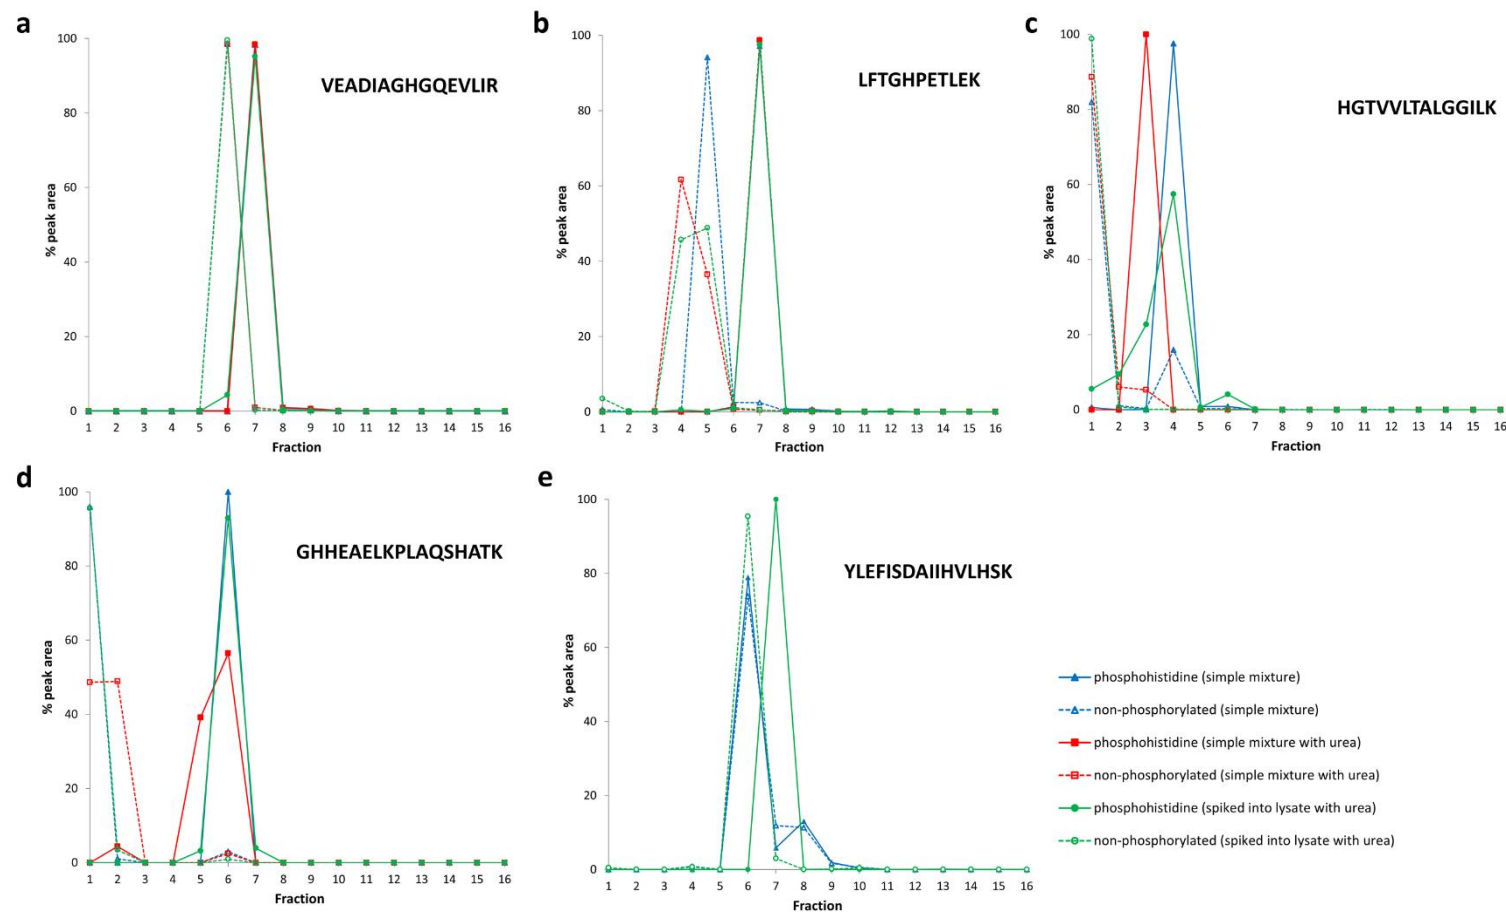 a
VEADIAGHGQEVLIR
% peak area
100
80
60
40
20
0
1 2 3 4 5 6 7 8 9 10 11 12 13 14 15 16
Fraction
b
LFTGHPETLEK
% peak area
100
80
60
40
20
0
1 2 3 4 5 6 7 8 9 10 11 12 13 14 15 16
Fraction
c
HGTVVLTALGGILK
% peak area
100
80
60
40
20
0
1 2 3 4 5 6 7 8 9 10 11 12 13 14 15 16
Fraction
d
GHHEAELKPLAQSHATK
% peak area
100
80
60
40
20
0
1 2 3 4 5 6 7 8 9 10 11 12 13 14 15 16
Fraction
e
YLEFISDAIIHVLHSK
% peak area
100
80
60
40
20
0
1 2 3 4 5 6 7 8 9 10 11 12 13 14 15 16
Fraction
phosphohistidine (simple mixture)
non-phosphorylated (simple mixture)
phosphohistidine (simple mixture with urea)
non-phosphorylated (simple mixture with urea)
phosphohistidine (spiked into lysate with urea)
non-phosphorylated (spiked into lysate with urea)